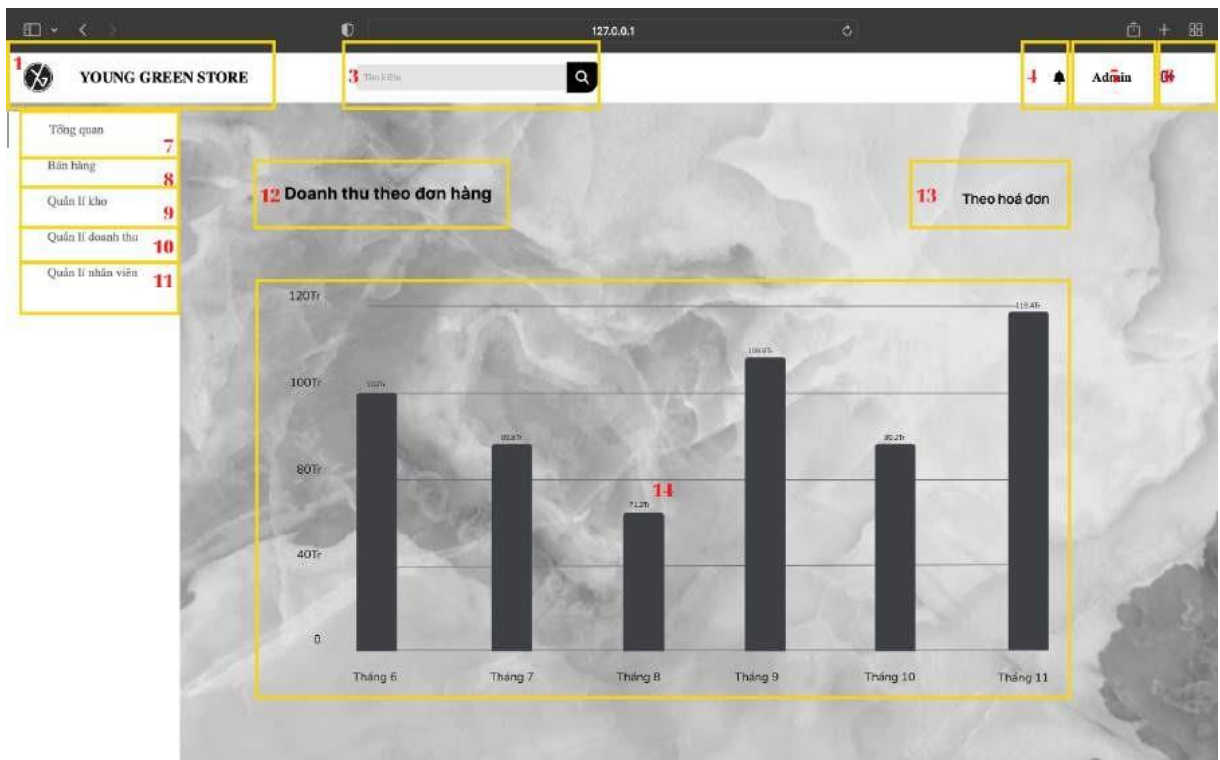 127.0.0.1
1
YOUNG GREEN STORE
3 Tìm kiếm
4
Admin
Tổng quan
7
Bán hàng
8
Quản lí kho
9
Quản lí doanh thu
10
Quản lí nhân viên
11
12 Doanh thu theo đơn hàng
13 Theo hoá đơn
120Tr
100Tr
80Tr
40Tr
0
14
Tháng 6
Tháng 7
Tháng 8
Tháng 9
Tháng 10
Tháng 11